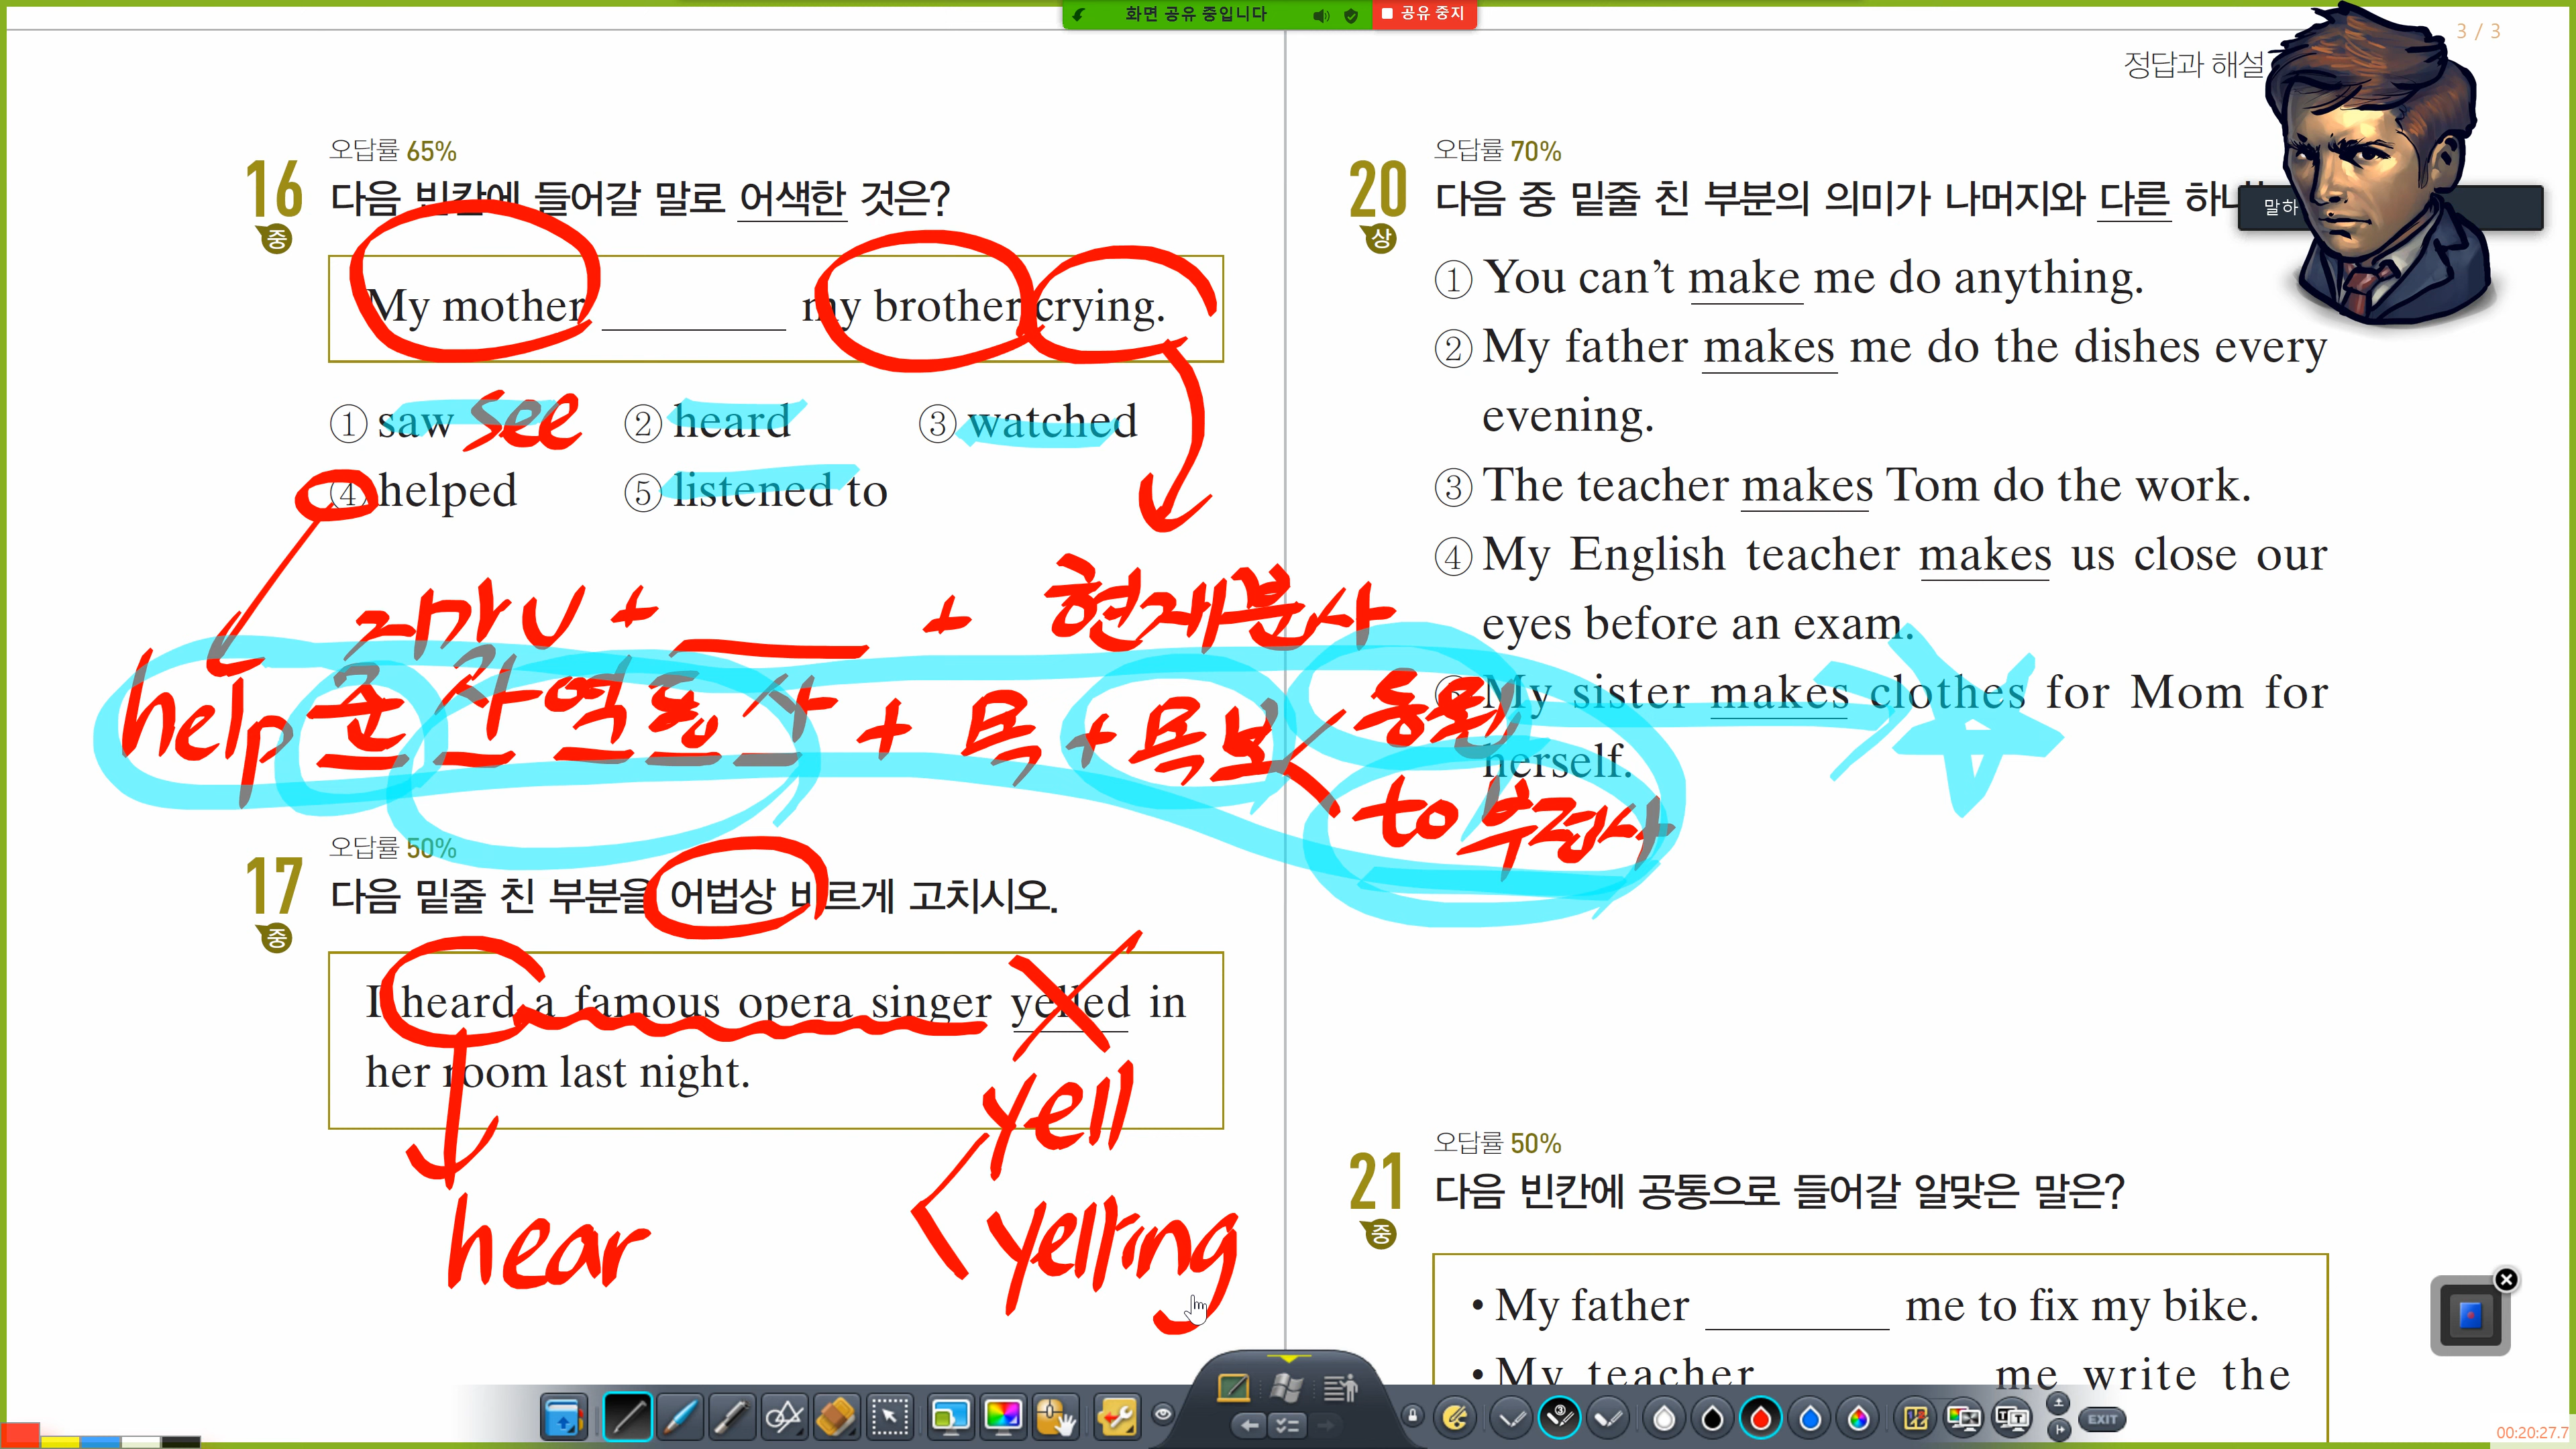 화면 공유 중입니다
공유 중지
3 / 3
정답과 해설
말하
오답률 65%
16
중
다음 빈칸에 들어갈 말로 어색한 것은?
My mother ________ my brother crying.
① saw see ② heard ③ watched
④ helped ⑤ listened to
지각V + ____ + 현재분사
help 준사역동사 + 목 + 목보 동원
to 부정사
오답률 50%
17
중
다음 밑줄 친 부분을 어법상 바르게 고치시오.
I heard a famous opera singer yelled in
her room last night.
yell
hear
yelling
오답률 70%
20
상
다음 중 밑줄 친 부분의 의미가 나머지와 다른
① You can't make me do anything.
② My father makes me do the dishes every
evening.
③ The teacher makes Tom do the work.
④ My English teacher makes us close our
eyes before an exam.
⑤ My sister makes clothes for Mom for
herself.
오답률 50%
21
중
다음 빈칸에 공통으로 들어갈 알맞은 말은?
• My father ________ me to fix my bike.
• My teacher me write the
EXIT
00:20:27.7